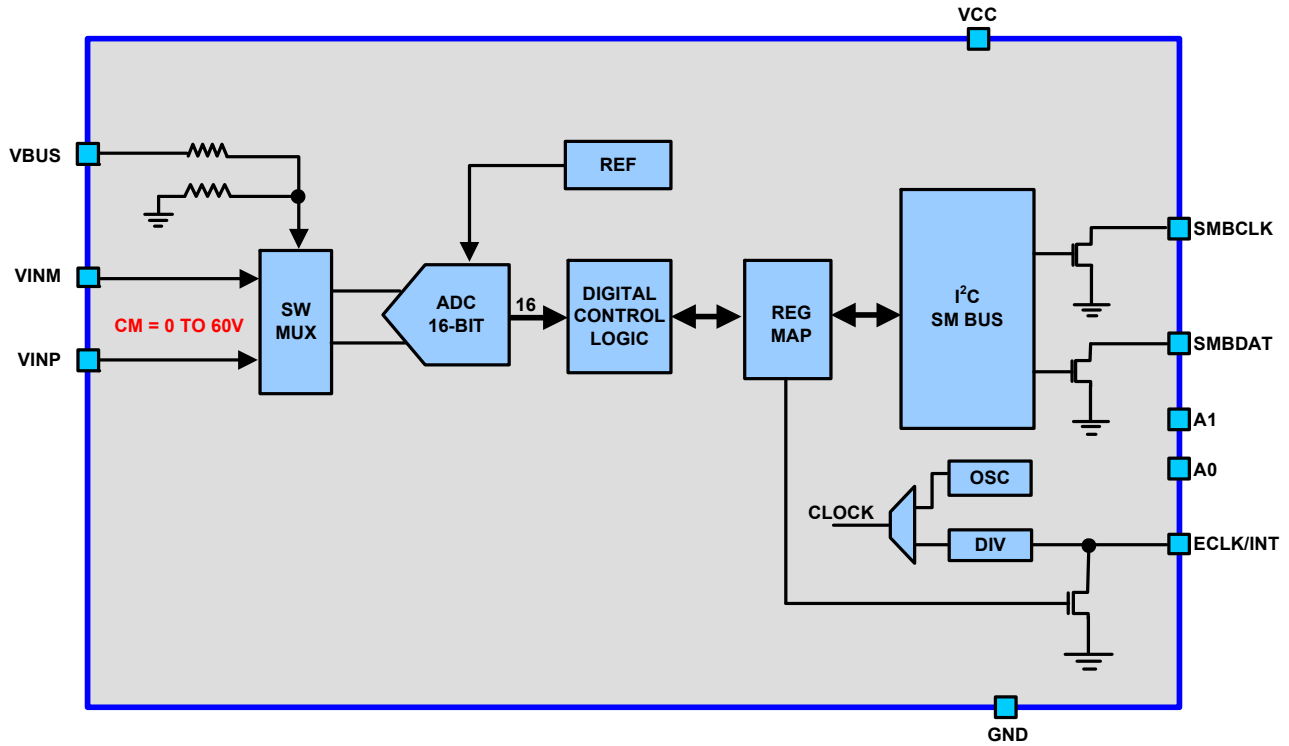 VCC
VBUS
REF
SMBCLK
VINM
SW
MUX
ADC
16-BIT
16
DIGITAL
CONTROL
LOGIC
REG
MAP
I²C
SM BUS
CM = 0 TO 60V
VINP
SMBDAT
A1
A0
OSC
CLOCK
DIV
ECLK/INT
GND